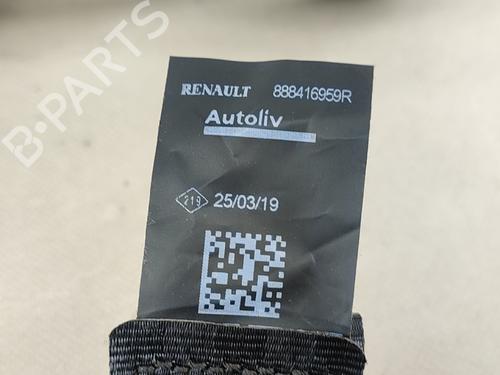 B-PARTS
RENAULT 888416959R
Autoliv
219 25/03/19